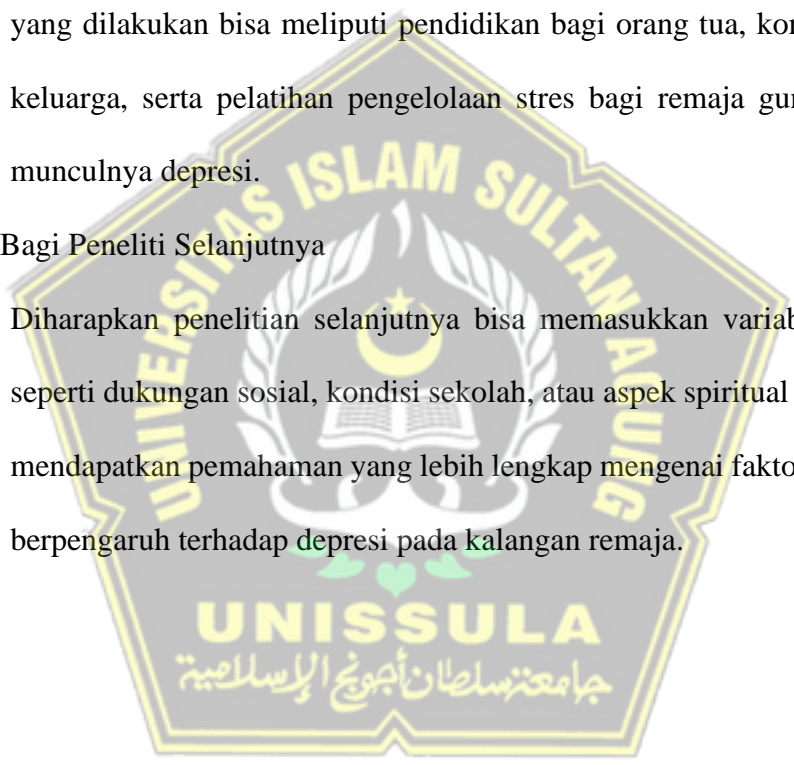 yang dilakukan bisa meliputi pendidikan bagi orang tua, kon
keluarga, serta pelatihan pengelolaan stres bagi remaja gun
munculnya depresi.
Bagi Peneliti Selanjutnya
Diharapkan penelitian selanjutnya bisa memasukkan variab
seperti dukungan sosial, kondisi sekolah, atau aspek spiritual
mendapatkan pemahaman yang lebih lengkap mengenai fakto
berpengaruh terhadap depresi pada kalangan remaja.
UNIVERSITAS ISLAM SULTAN AGUNG
UNISSULA
جامعة سلطان أجونج الإسلامية